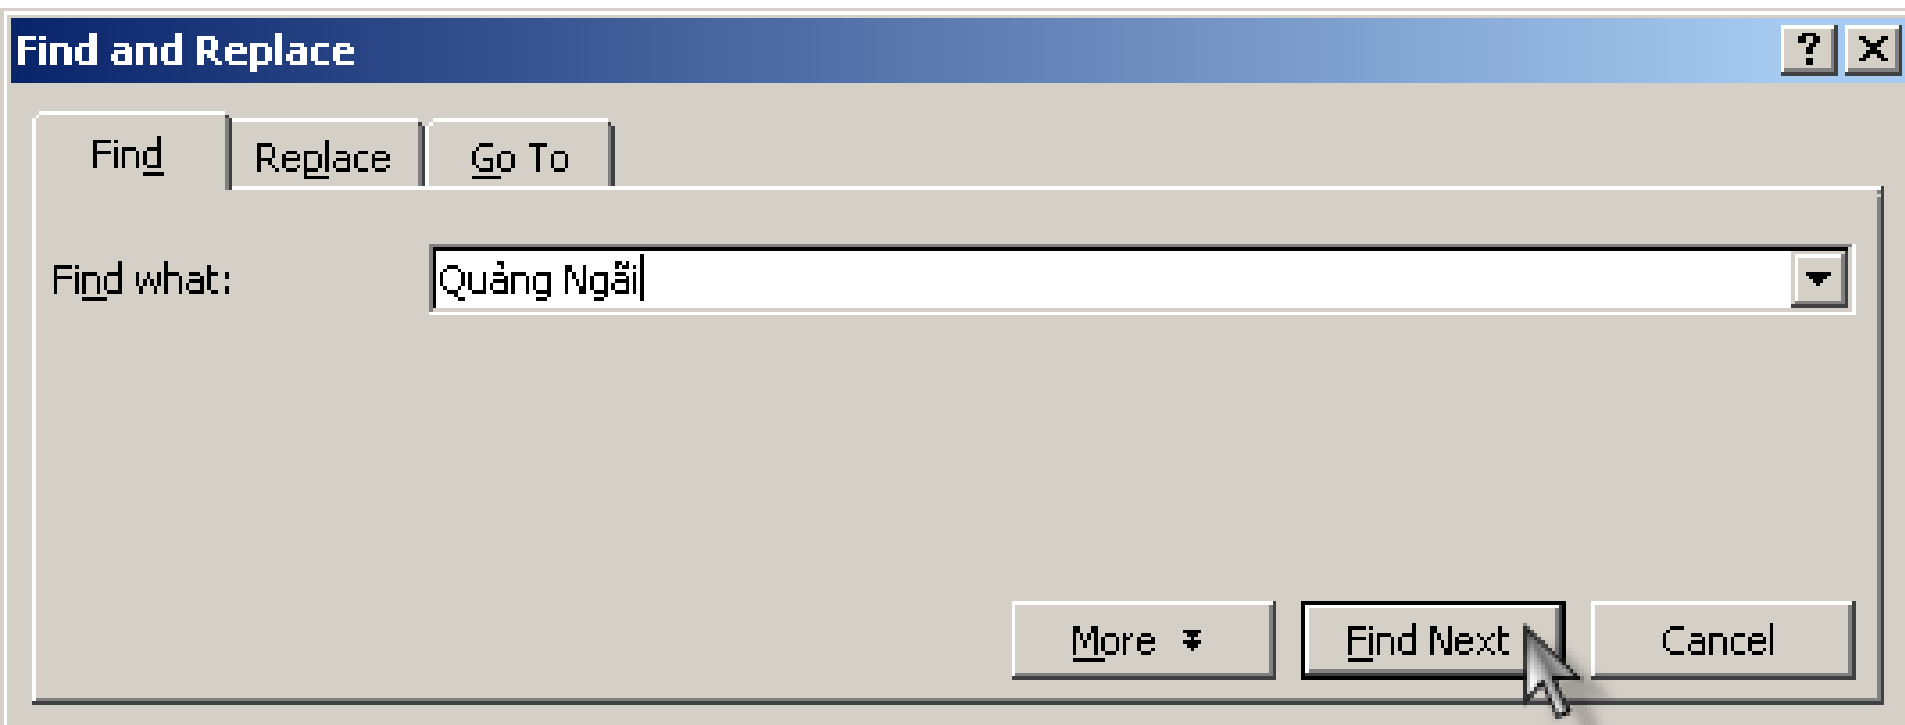 Find and Replace
Find Replace Go To
Find what: Quảng Ngãi
More Find Next Cancel